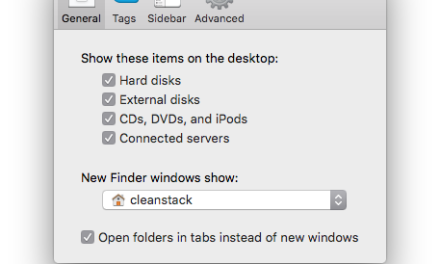 General Tags Sidebar Advanced
Show these items on the desktop:
Hard disks
External disks
CDs, DVDs, and iPods
Connected servers
New Finder windows show:
cleanstack
Open folders in tabs instead of new windows